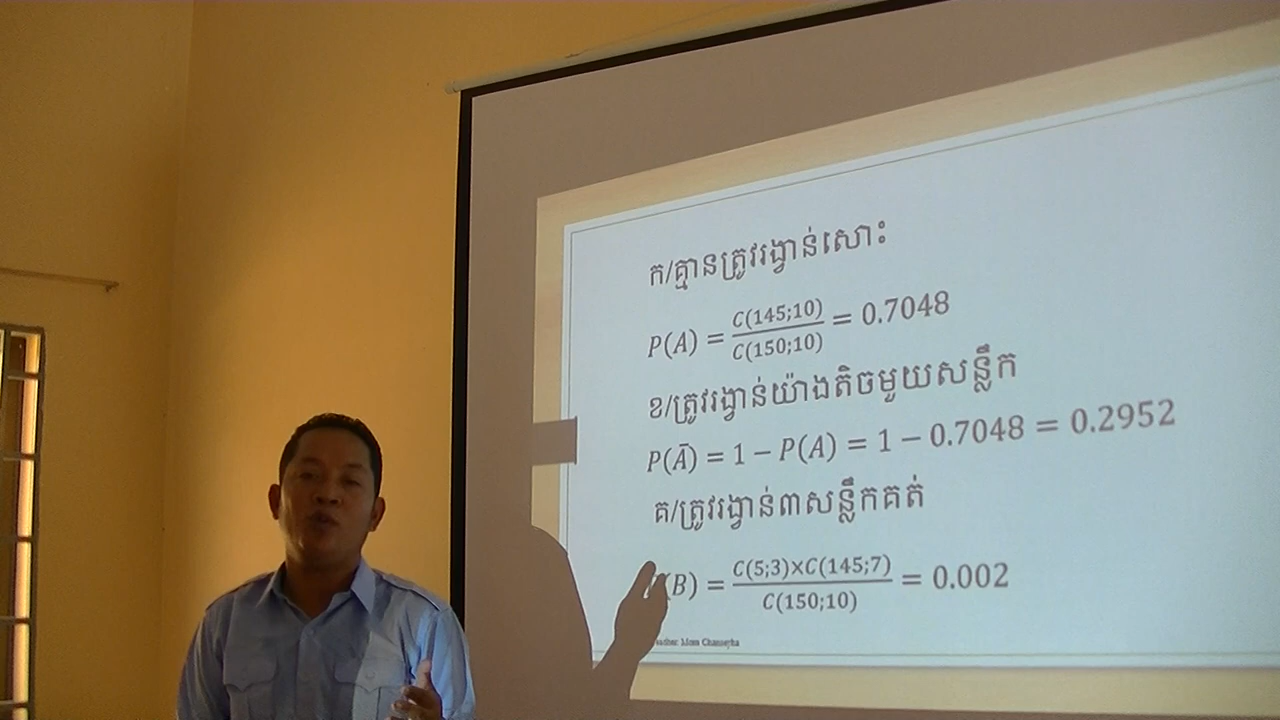 ក/គ្មានត្រូវរង្វាន់សោះ
P(A) = C(145;10)/C(150;10) = 0.7048
ខ/ត្រូវរង្វាន់យ៉ាងតិចមួយសន្លឹក
P(Ā) = 1 − P(A) = 1 − 0.7048 = 0.2952
គ/ត្រូវរង្វាន់៣សន្លឹកគត់
(B) = C(5;3)×C(145;7)/C(150;10) = 0.002
Mom Chanseyha